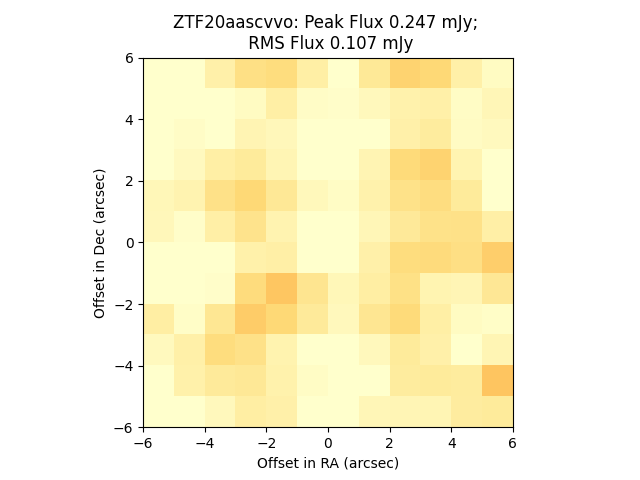 ZTF20aascvvo: Peak Flux 0.247 mJy;
RMS Flux 0.107 mJy
6
4
2
0
−2
−4
−6
Offset in Dec (arcsec)
−6 −4 −2 0 2 4 6
Offset in RA (arcsec)